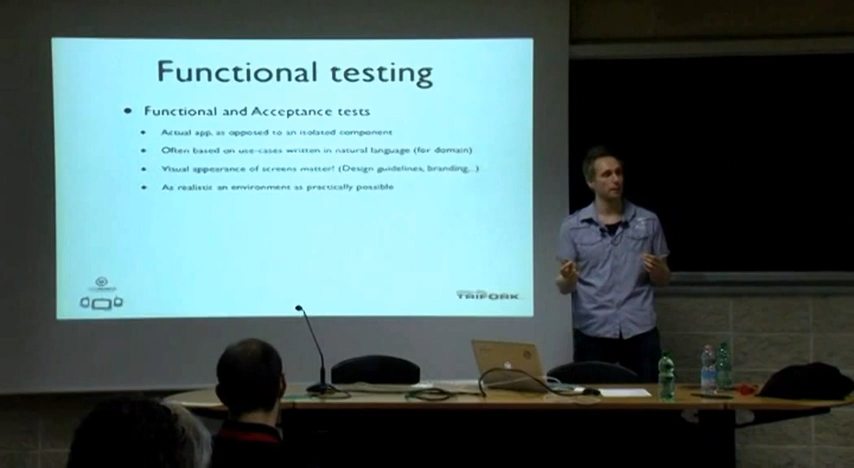 Functional testing
• Functional and Acceptance tests
• Actual app, as opposed to an isolated component
• Often based on use-cases written in natural language (for domain)
• Visual appearance of screens matter! (Design guidelines, branding,..)
• As realistic an environment as practically possible
TRIFORK